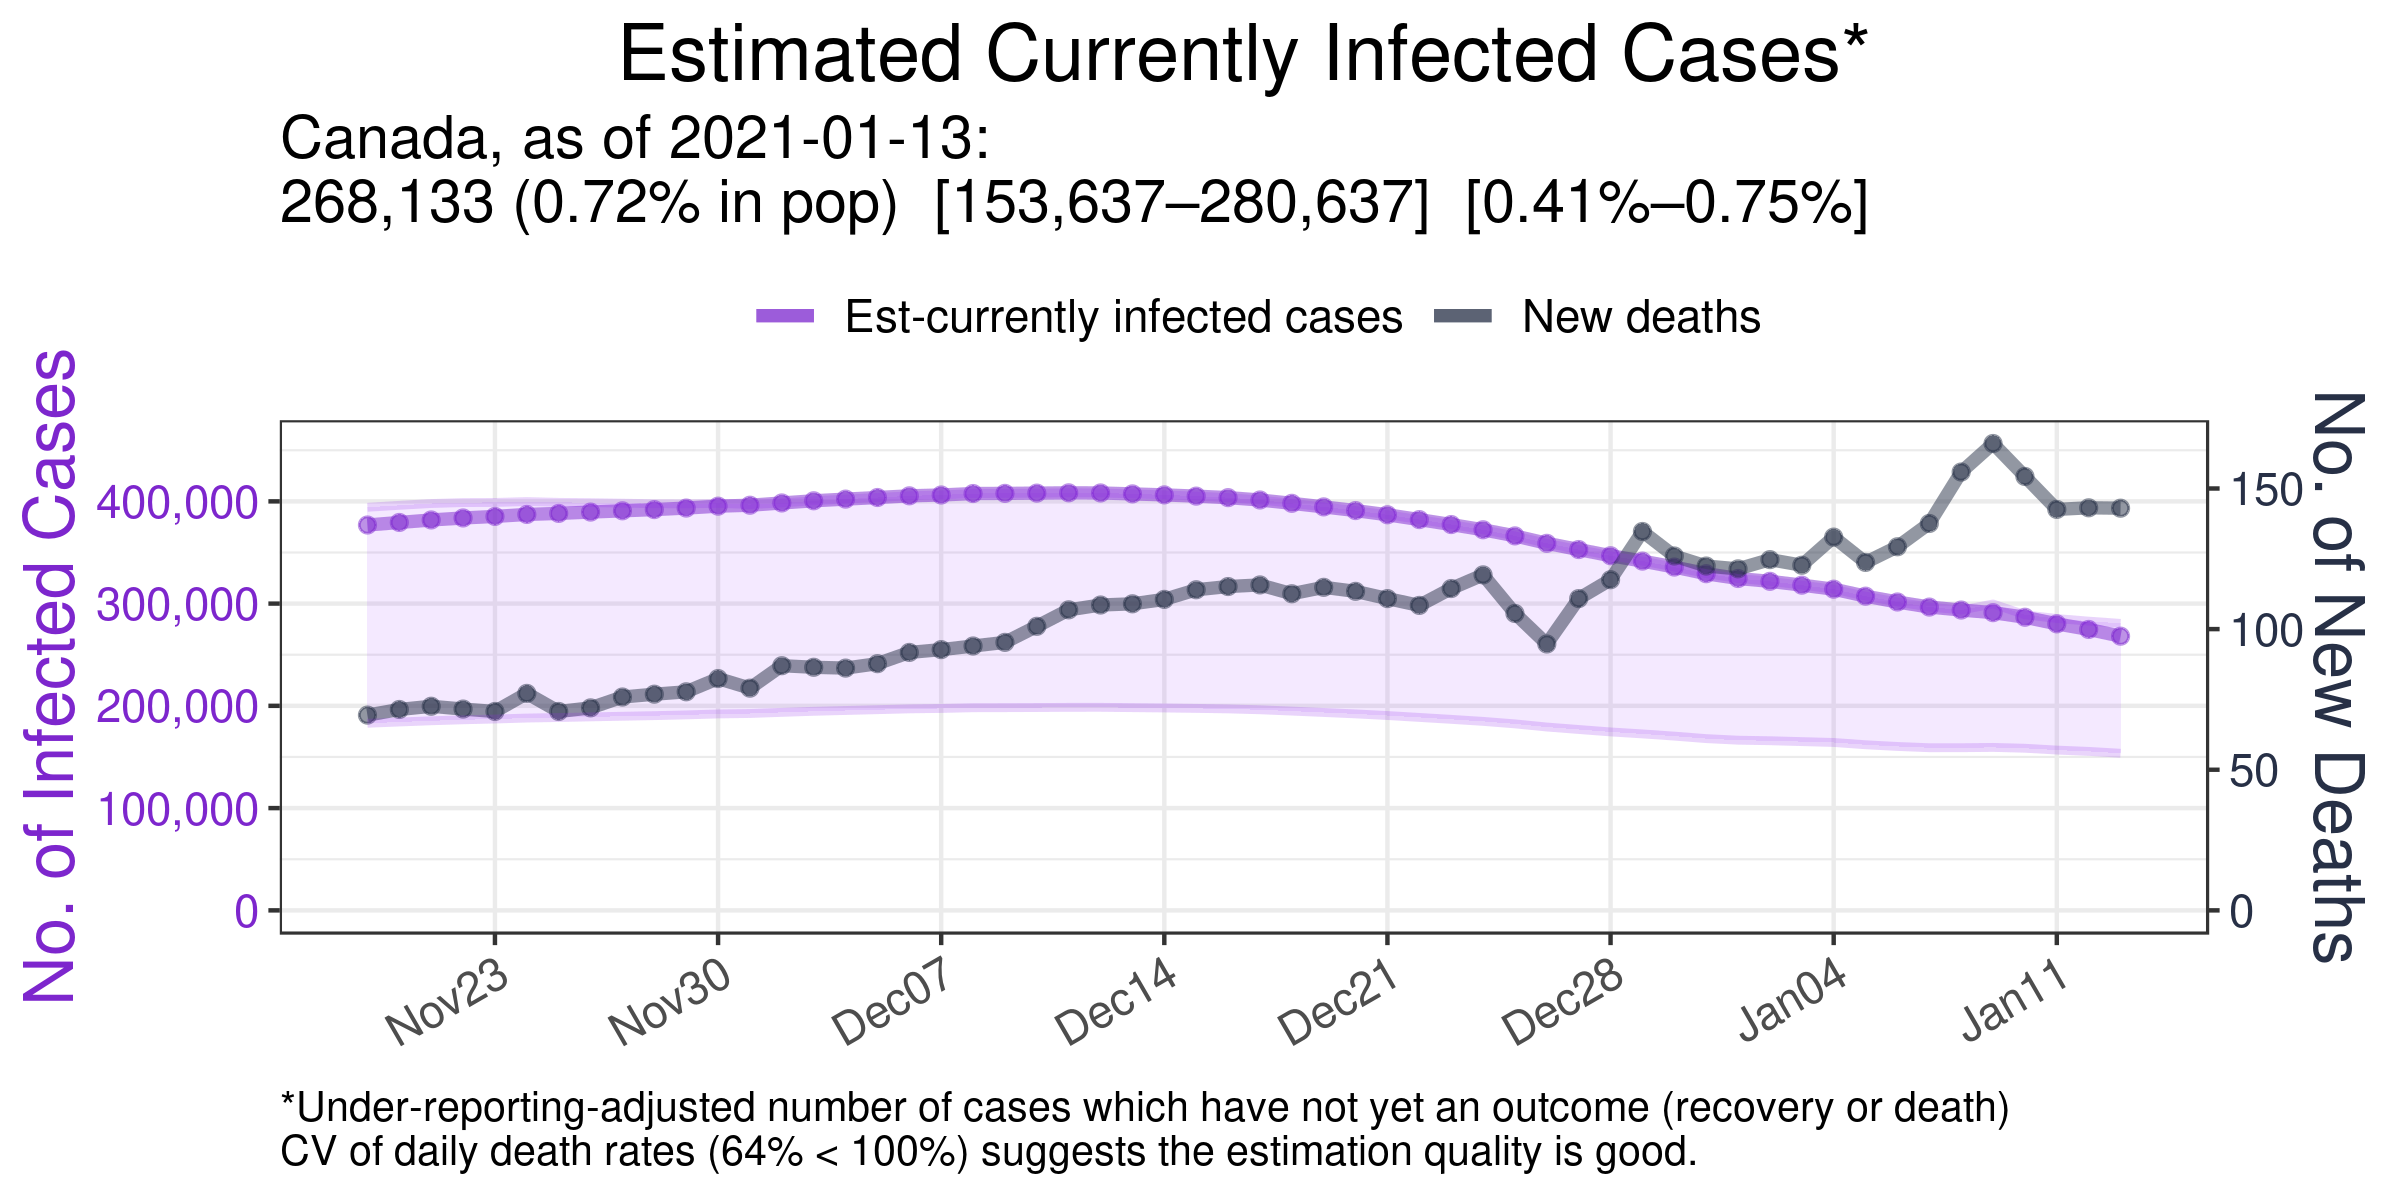 Estimated Currently Infected Cases*
Canada, as of 2021-01-13:
268,133 (0.72% in pop)  [153,637–280,637]  [0.41%–0.75%]
Est-currently infected cases
New deaths
No. of Infected Cases
400,000
300,000
200,000
100,000
0
150
100
50
0
No. of New Deaths
Nov23
Nov30
Dec07
Dec14
Dec21
Dec28
Jan04
Jan11
*Under-reporting-adjusted number of cases which have not yet an outcome (recovery or death)
CV of daily death rates (64% < 100%) suggests the estimation quality is good.